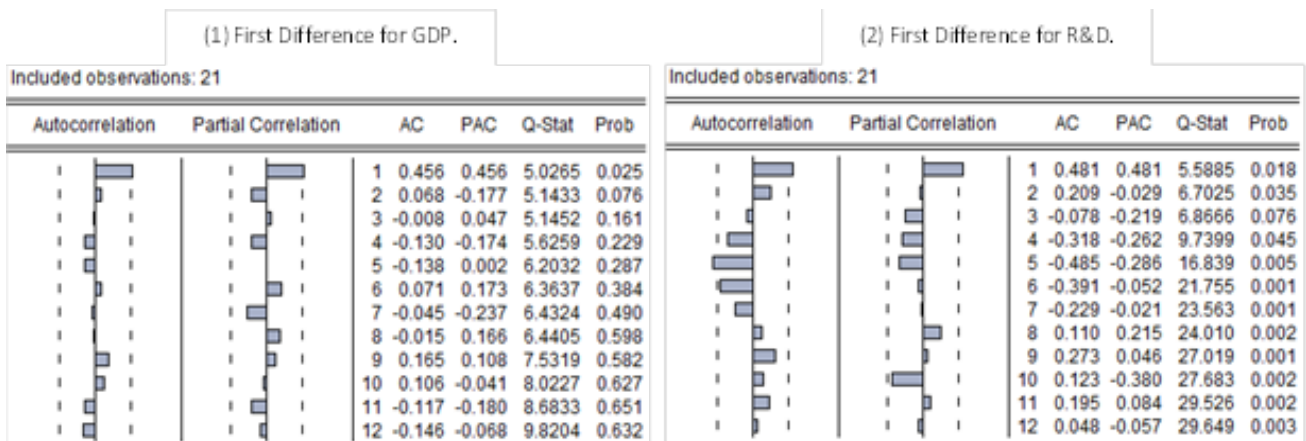 (1) First Difference for GDP.
Included observations: 21
Autocorrelation Partial Correlation AC PAC Q-Stat Prob
1 0.456 0.456 5.0265 0.025
2 0.068 -0.177 5.1433 0.076
3 -0.008 0.047 5.1452 0.161
4 -0.130 -0.174 5.6259 0.229
5 -0.138 0.002 6.2032 0.287
6 0.071 0.173 6.3637 0.384
7 -0.045 -0.237 6.4324 0.490
8 -0.015 0.166 6.4405 0.598
9 0.165 0.108 7.5319 0.582
10 0.106 -0.041 8.0227 0.627
11 -0.117 -0.180 8.6833 0.651
12 -0.146 -0.068 9.8204 0.632
(2) First Difference for R&D.
Included observations: 21
Autocorrelation Partial Correlation AC PAC Q-Stat Prob
1 0.481 0.481 5.5885 0.018
2 0.209 -0.029 6.7025 0.035
3 -0.078 -0.219 6.8666 0.076
4 -0.318 -0.262 9.7399 0.045
5 -0.485 -0.286 16.839 0.005
6 -0.391 -0.052 21.755 0.001
7 -0.229 -0.021 23.563 0.001
8 0.110 0.215 24.010 0.002
9 0.273 0.046 27.019 0.001
10 0.123 -0.380 27.683 0.002
11 0.195 0.084 29.526 0.002
12 0.048 -0.057 29.649 0.003